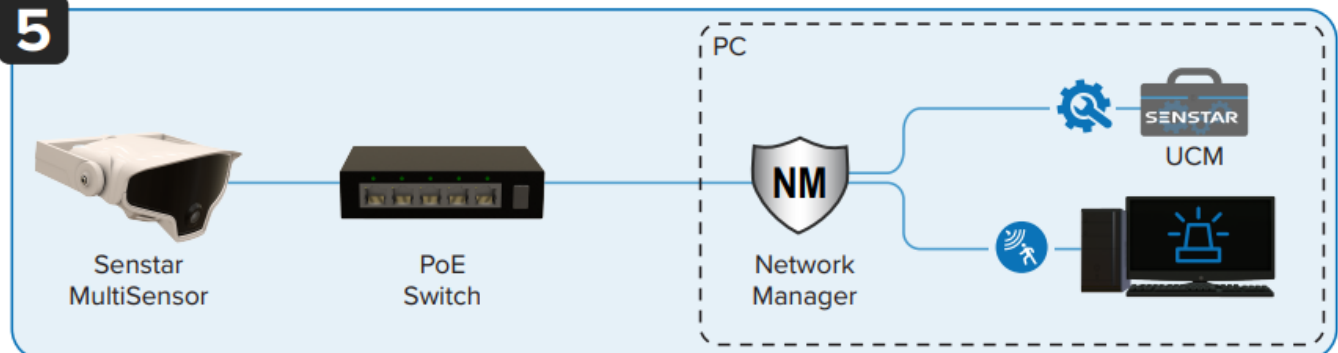 5
PC
SENSTAR
UCM
NM
Senstar
MultiSensor
PoE
Switch
Network
Manager